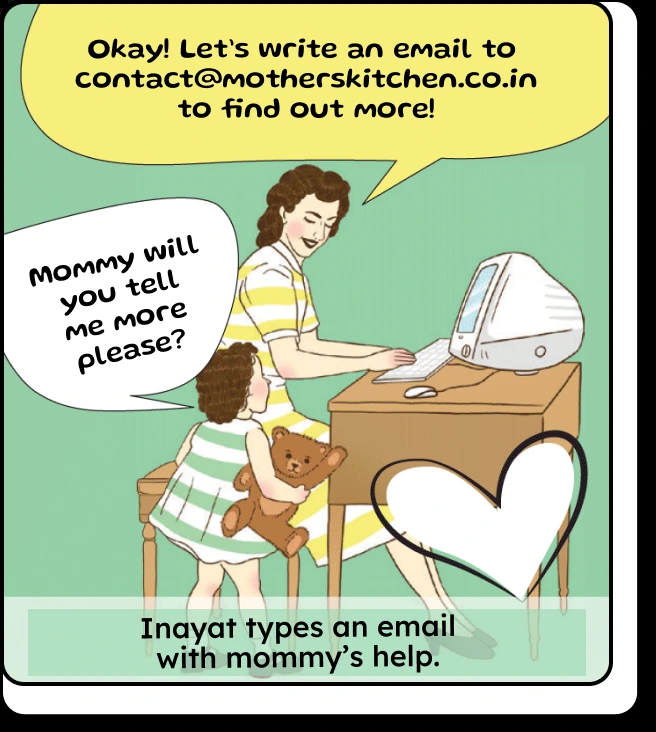 Okay! Let's write an email to
contact@motherskitchen.co.in
to find out more!
Mommy will
you tell
me more
please?
Inayat types an email
with mommy's help.